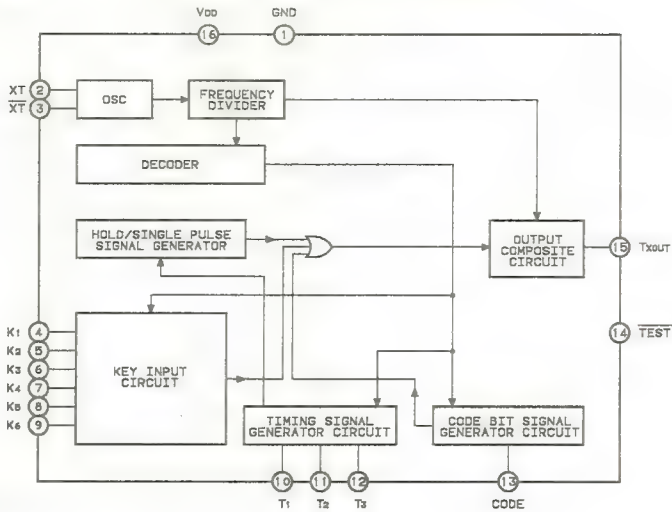 VDD GND
16 1
XT 2 OSC FREQUENCY
DIVIDER
XT 3
DECODER
HOLD/SINGLE PULSE
SIGNAL GENERATOR
OUTPUT
COMPOSITE
CIRCUIT
15 TXOUT
14 TEST
K1 4
K2 5
K3 6
K4 7
K5 8
K6 9
KEY INPUT
CIRCUIT
TIMING SIGNAL
GENERATOR CIRCUIT
CODE BIT SIGNAL
GENERATOR CIRCUIT
10 11 12 13
T1 T2 T3 CODE